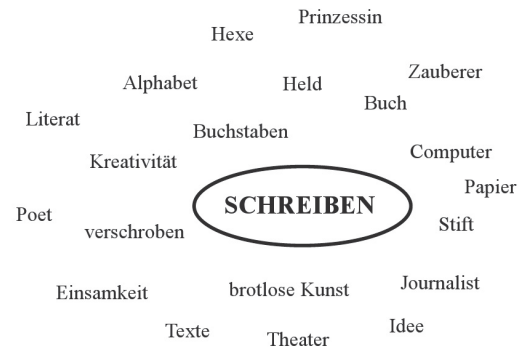 Prinzessin
Hexe
Zauberer
Alphabet
Held
Buch
Literat
Buchstaben
Computer
Kreativität
Papier
SCHREIBEN
Poet
Stift
verschroben
Journalist
Einsamkeit
brotlose Kunst
Idee
Texte
Theater